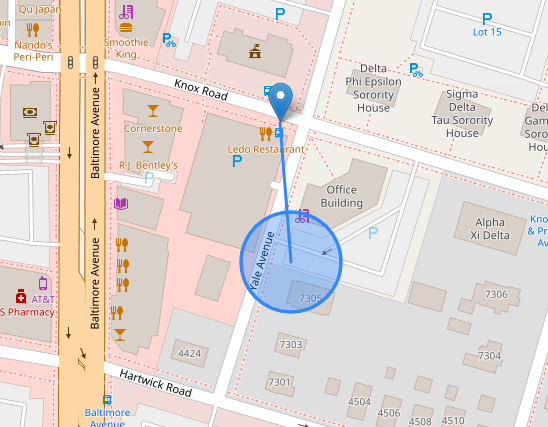 Qu Japan
Nando's
Peri-Peri
Smoothie
King
P
P
Lot 15
Knox Road
Delta
Phi Epsilon
Sorority
House
Sigma
Delta
Tau Sorority
House
Baltimore Avenue
Cornerstone
R.J. Bentley's
P
Ledo Restaurant
P
Office
Building
P
Alpha
Xi Delta
Baltimore Avenue
Yale Avenue
AT&T
S Pharmacy
7305
7306
4424
7303
7304
7301
Hartwick Road
4504
4506
4508
4510
Baltimore
Avenue